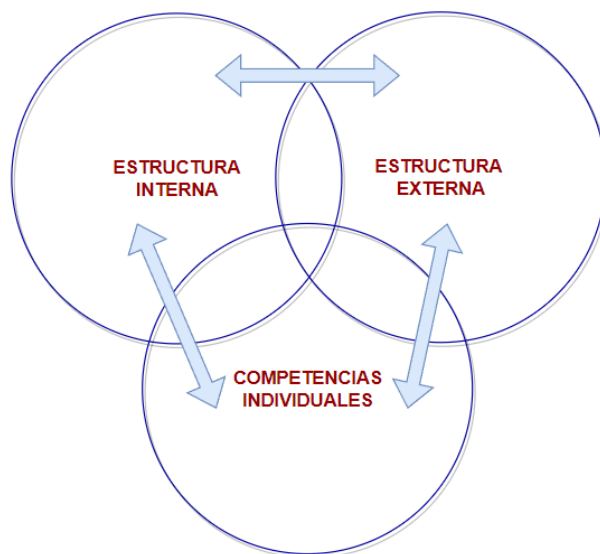 ESTRUCTURA
INTERNA
ESTRUCTURA
EXTERNA
COMPETENCIAS
INDIVIDUALES